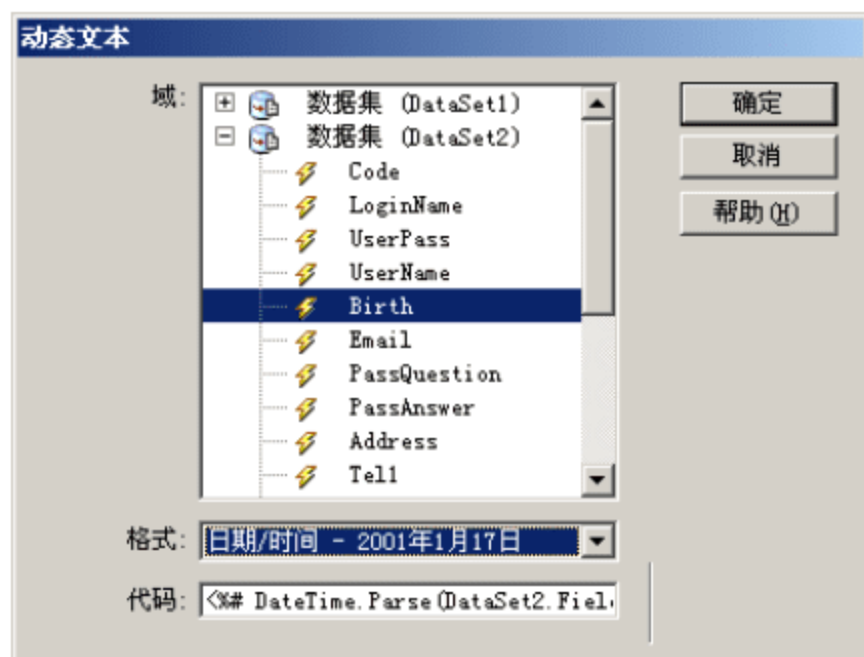 动态文本
域:
数据集 (DataSet1)
数据集 (DataSet2)
Code
LoginName
UserPass
UserName
Birth
Email
PassQuestion
PassAnswer
Address
Tel1
确定
取消
帮助(H)
格式: 日期/时间 - 2001年1月17日
代码: <%# DateTime.Parse(DataSet2.Fiel